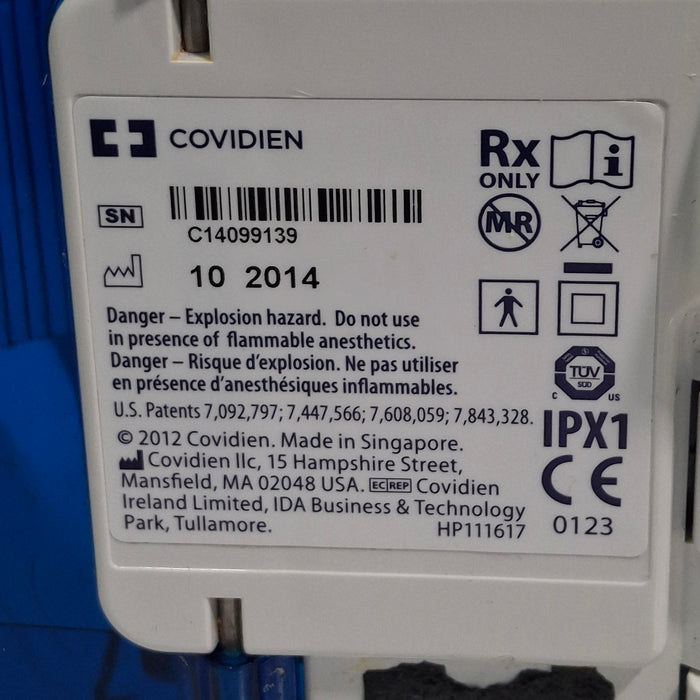 COVIDIEN
Rx
ONLY
i
SN
C14099139
MR
10 2014
Danger – Explosion hazard. Do not use
in presence of flammable anesthetics.
Danger – Risque d'explosion. Ne pas utiliser
en présence d'anesthésiques inflammables.
TÜV
SÜD
C US
U.S. Patents 7,092,797; 7,447,566; 7,608,059; 7,843,328.
IPX1
© 2012 Covidien. Made in Singapore.
Covidien llc, 15 Hampshire Street,
Mansfield, MA 02048 USA. EC REP Covidien
Ireland Limited, IDA Business & Technology
Park, Tullamore.
HP111617
CE
0123